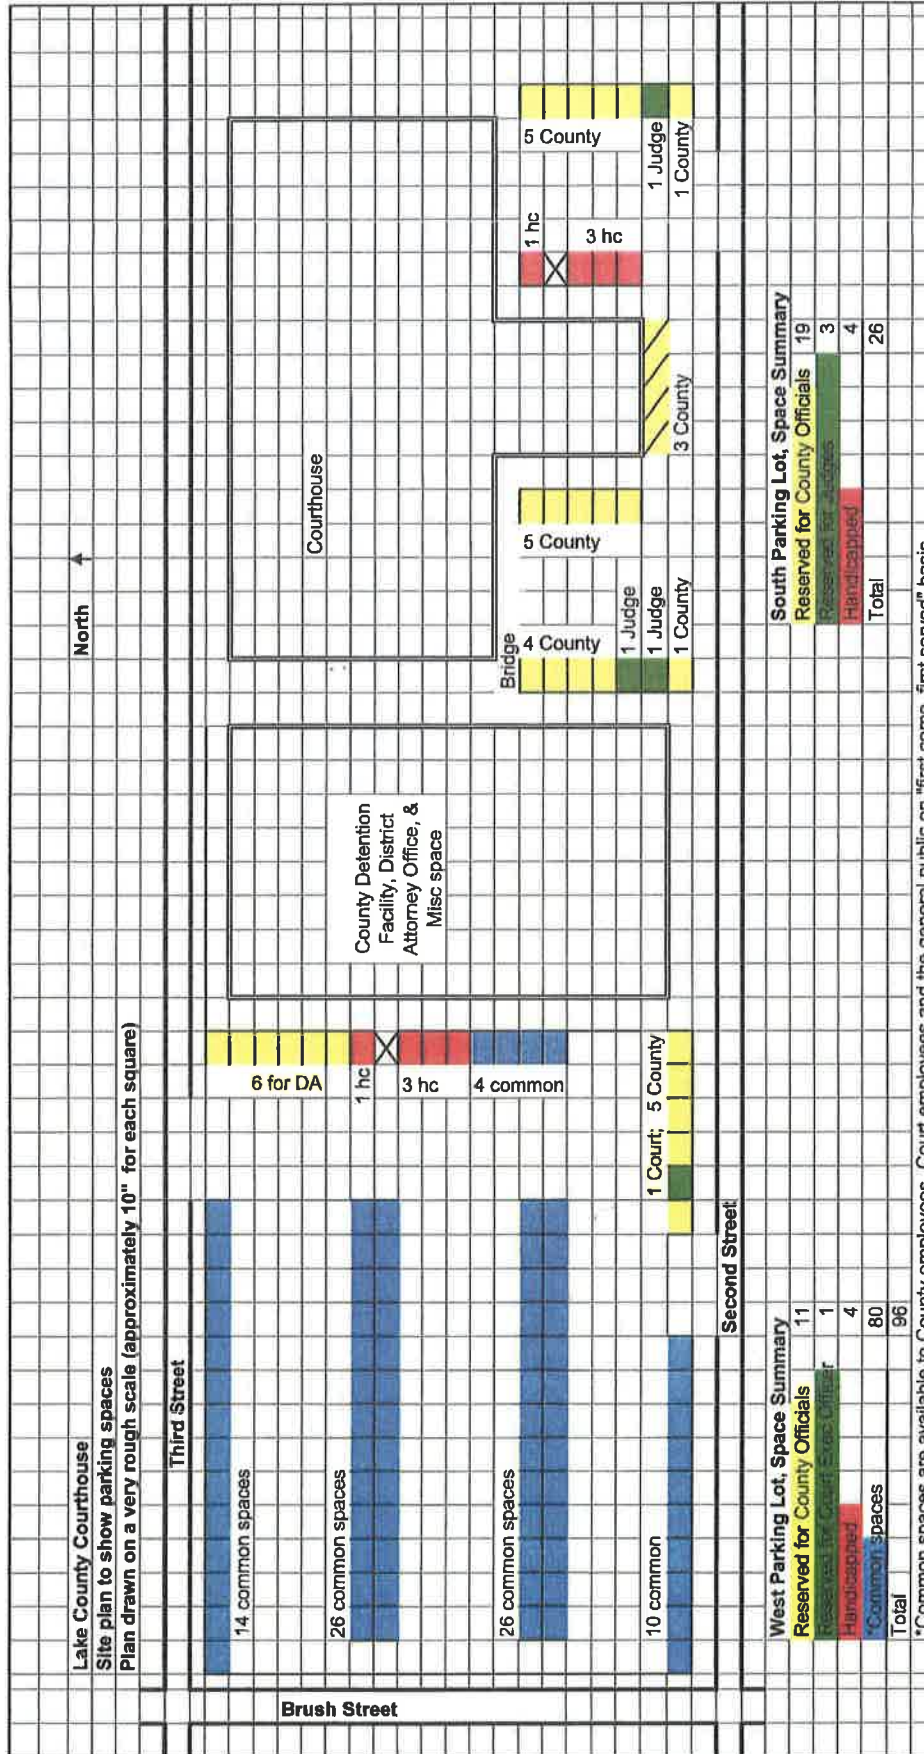 Lake County Courthouse
Site plan to show parking spaces
Plan drawn on a very rough scale (approximately 10" for each square)
North
Third Street
Brush Street
14 common spaces
26 common spaces
26 common spaces
10 common
6 for DA
1 hc
3 hc
4 common
1 Court; 5 County
County Detention
Facility, District
Attorney Office, &
Misc space
Courthouse
Bridge
4 County
1 Judge
1 Judge
1 County
5 County
3 County
1 hc
3 hc
5 County
1 Judge
1 County
Second Street
West Parking Lot, Space Summary
Reserved for County Officials 11
Reserved for Court Exec Officer 1
Handicapped 4
*Common spaces 80
Total 96
South Parking Lot, Space Summary
Reserved for County Officials 19
Reserved for Judges 3
Handicapped 4
Total 26
*Common spaces are available to County employees, Court employees and the general public on "first come, first served" basis